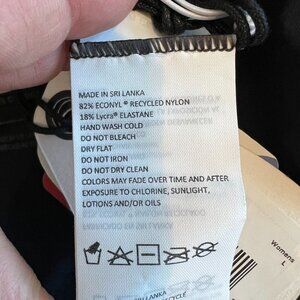 MADE IN SRI LANKA
82% ECONYL® RECYCLED NYLON
18% Lycra® ELASTANE
HAND WASH COLD
DO NOT BLEACH
DRY FLAT
DO NOT IRON
DO NOT DRY CLEAN
COLORS MAY FADE OVER TIME AND AFTER
EXPOSURE TO CHLORINE, SUNLIGHT,
LOTIONS AND/OR OILS
SRI LANKA
Womens
L